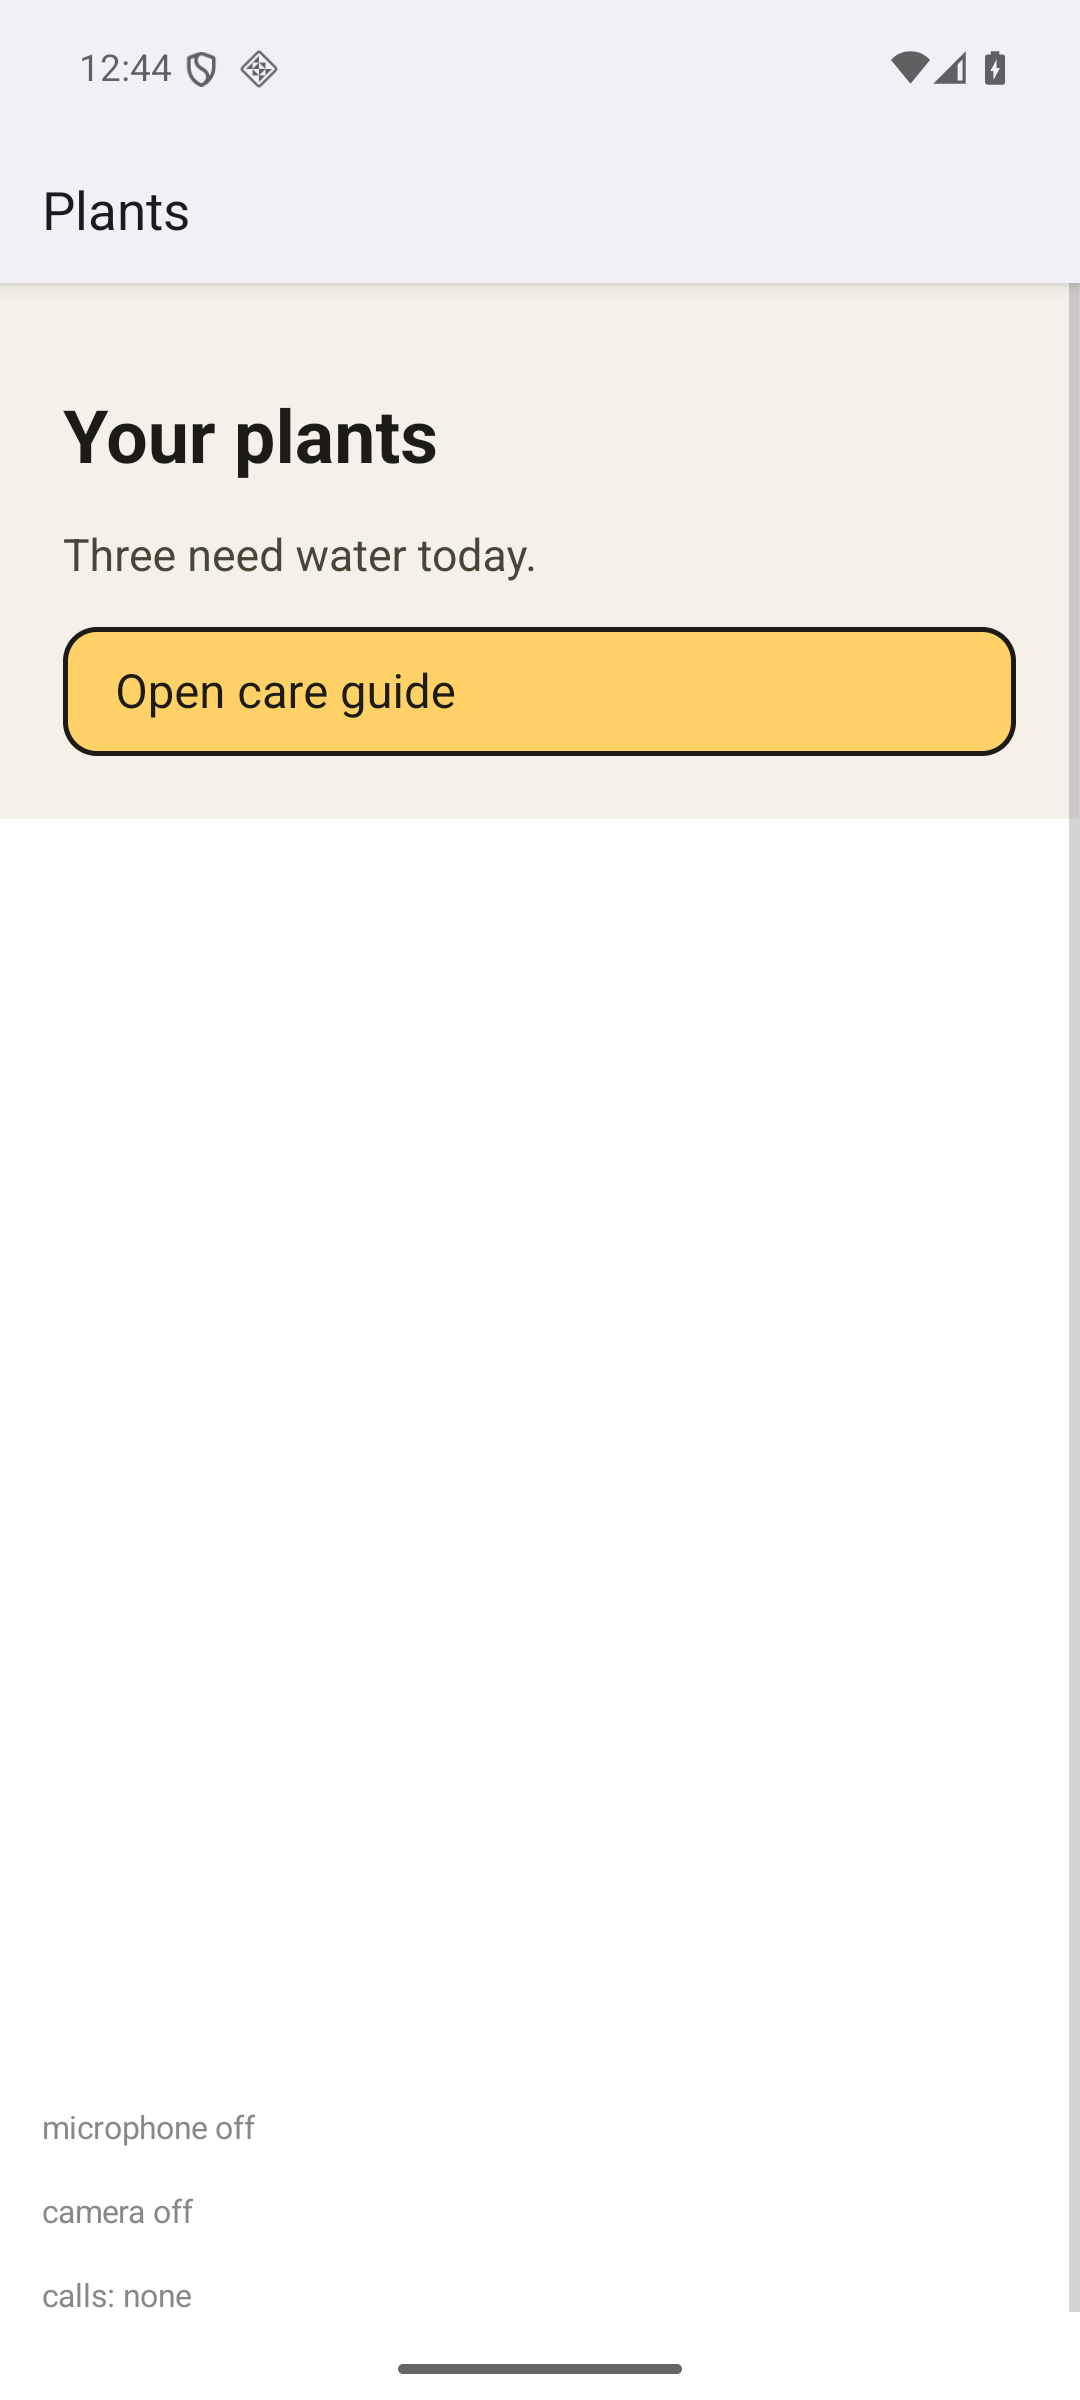 12:44
Plants
Your plants
Three need water today.
Open care guide
microphone off
camera off
calls: none